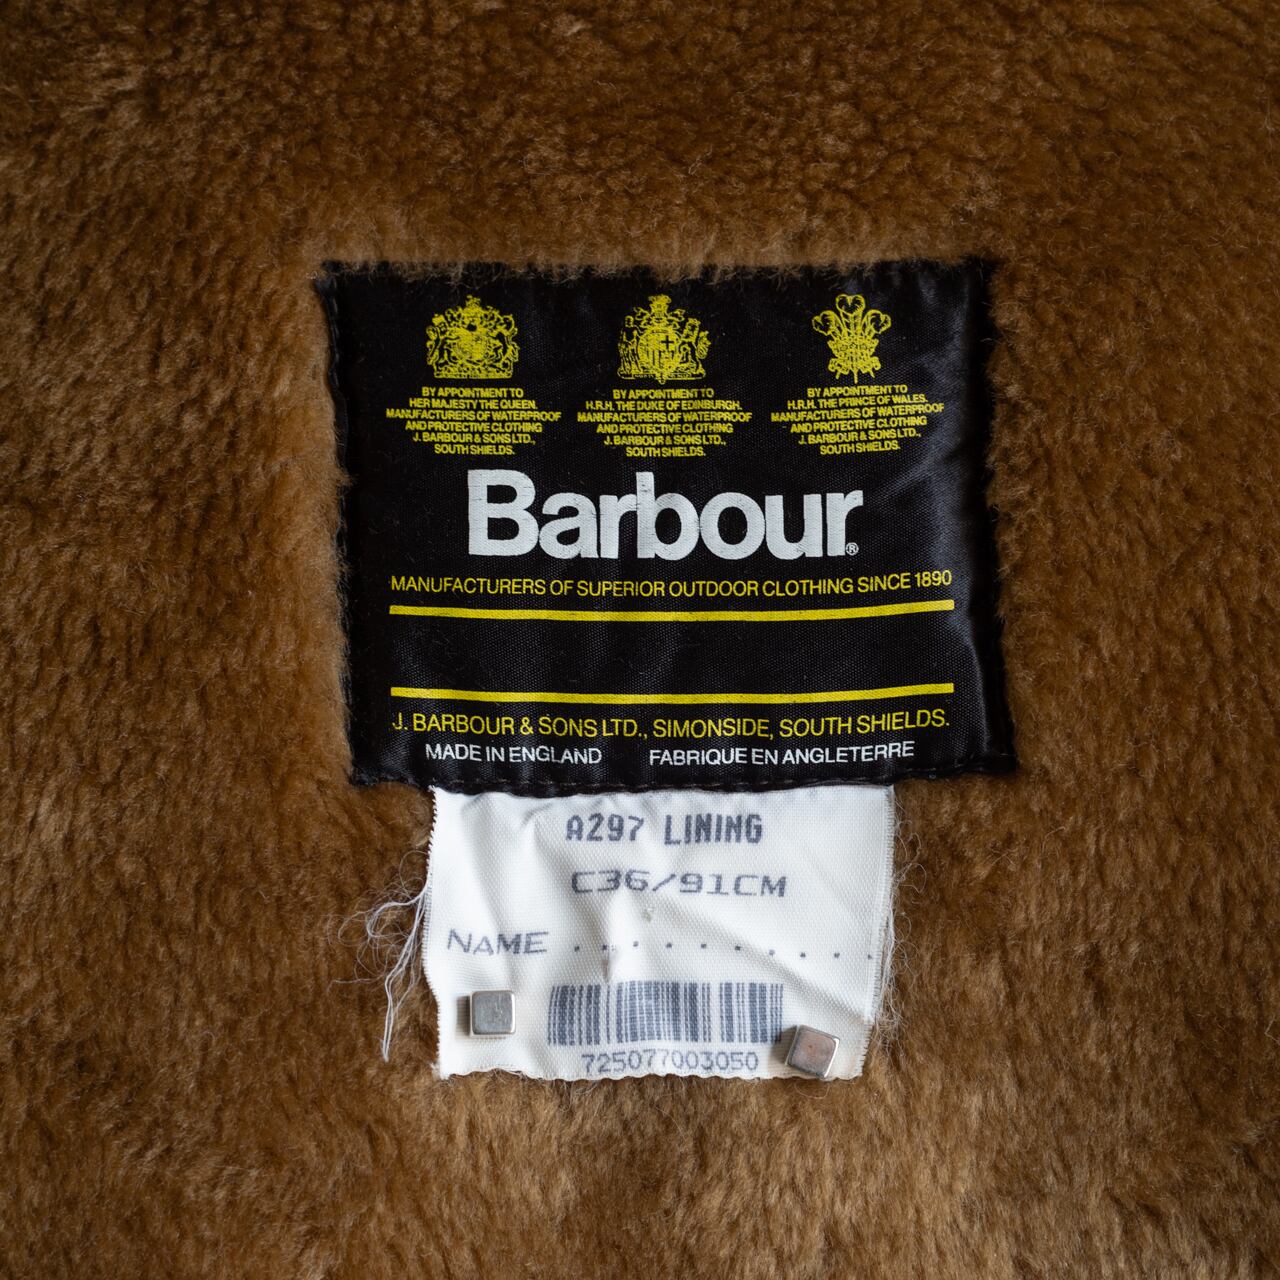 BY APPOINTMENT TO
HER MAJESTY THE QUEEN.
MANUFACTURERS OF WATERPROOF
AND PROTECTIVE CLOTHING
J. BARBOUR & SONS LTD.,
SOUTH SHIELDS.
BY APPOINTMENT TO
H.R.H. THE DUKE OF EDINBURGH.
MANUFACTURERS OF WATERPROOF
AND PROTECTIVE CLOTHING
J. BARBOUR & SONS LTD.,
SOUTH SHIELDS.
BY APPOINTMENT TO
H.R.H. THE PRINCE OF WALES.
MANUFACTURERS OF WATERPROOF
AND PROTECTIVE CLOTHING
J. BARBOUR & SONS LTD.,
SOUTH SHIELDS.
Barbour®
MANUFACTURERS OF SUPERIOR OUTDOOR CLOTHING SINCE 1890
J. BARBOUR & SONS LTD., SIMONSIDE, SOUTH SHIELDS.
MADE IN ENGLAND FABRIQUE EN ANGLETERRE
A297 LINING
C36/91CM
NAME ..........
725077003050